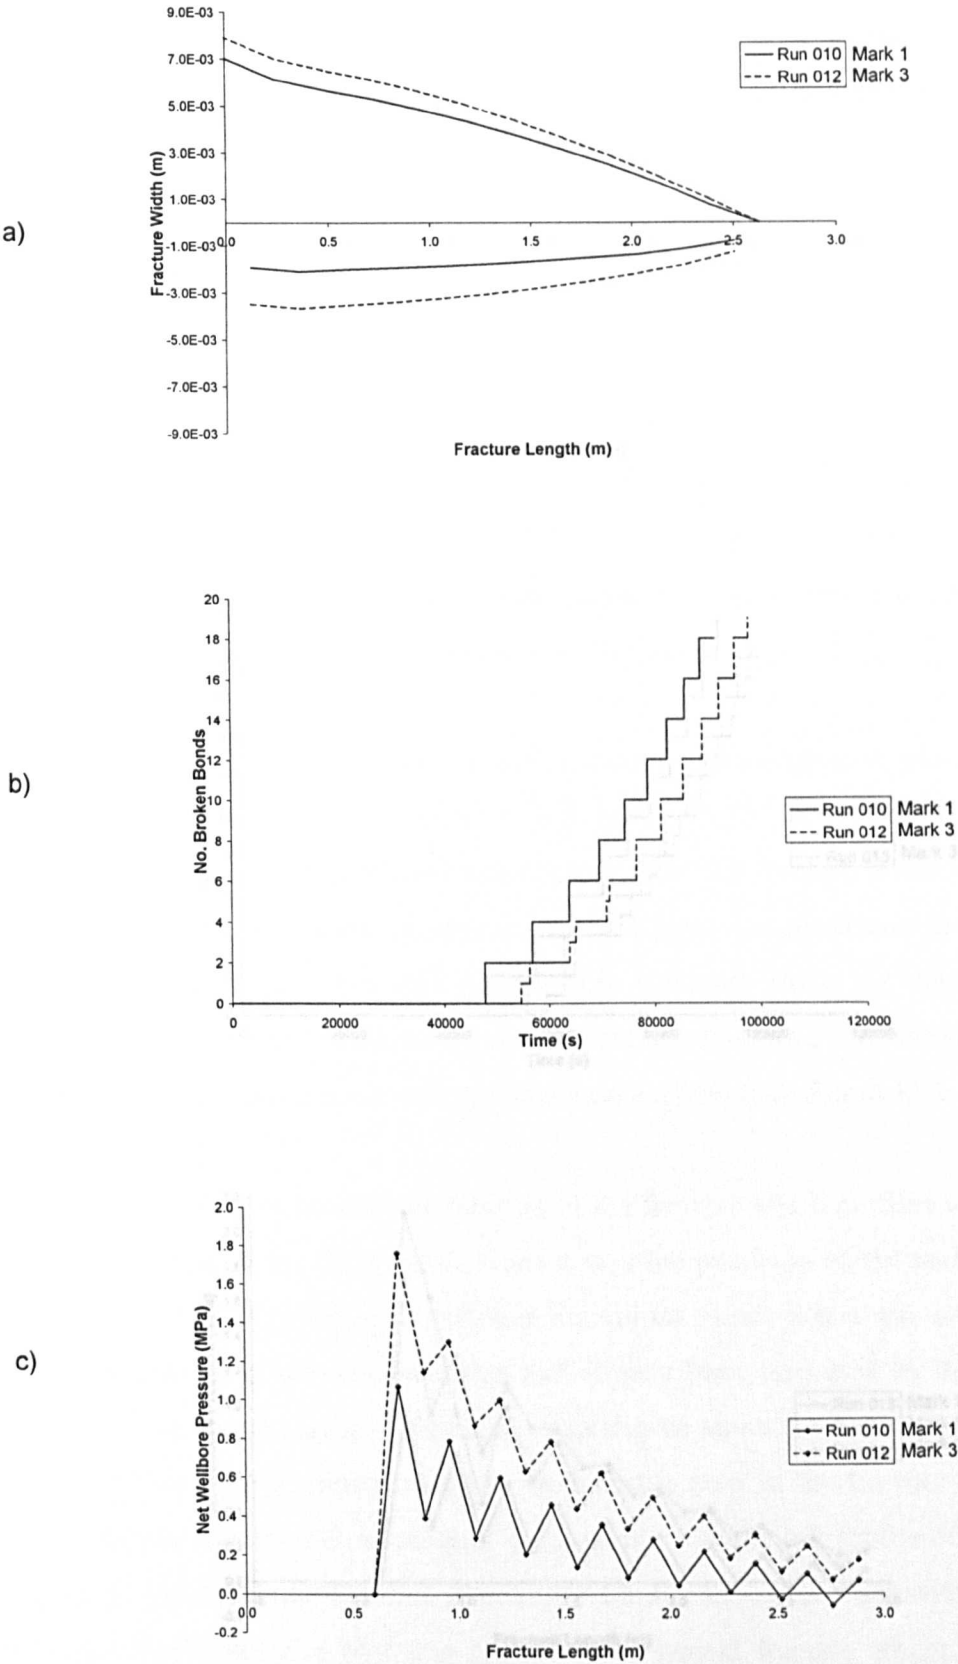 a)
Fracture Width (m)
9.0E-03
7.0E-03
5.0E-03
3.0E-03
1.0E-03
-1.0E-03
-3.0E-03
-5.0E-03
-7.0E-03
-9.0E-03
0.0 0.5 1.0 1.5 2.0 2.5 3.0
Fracture Length (m)
Run 010 Mark 1
Run 012 Mark 3
b)
No. Broken Bonds
20
18
16
14
12
10
8
6
4
2
0
0 20000 40000 60000 80000 100000 120000
Time (s)
Run 010 Mark 1
Run 012 Mark 3
c)
Net Wellbore Pressure (MPa)
2.0
1.8
1.6
1.4
1.2
1.0
0.8
0.6
0.4
0.2
0.0
-0.2
0.0 0.5 1.0 1.5 2.0 2.5 3.0
Fracture Length (m)
Run 010 Mark 1
Run 012 Mark 3